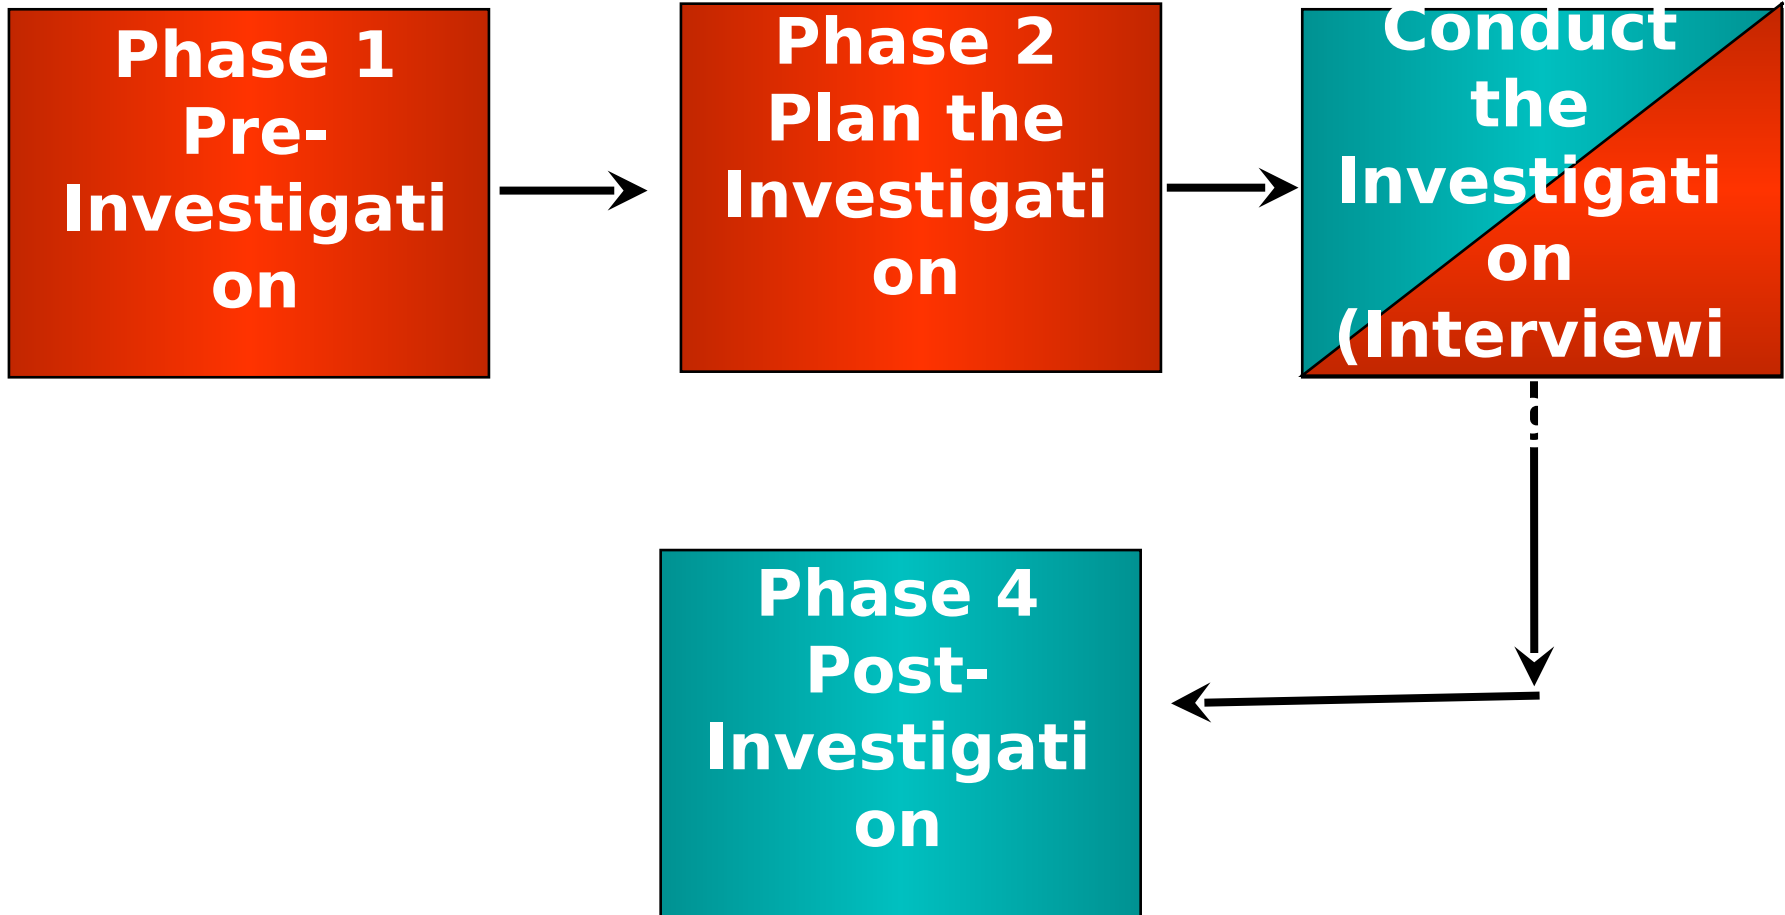 Phase 1
Pre-
Investigati
on
Phase 2
Plan the
Investigati
on
Conduct
the
Investigati
on
(Interviewi
Phase 4
Post-
Investigati
on